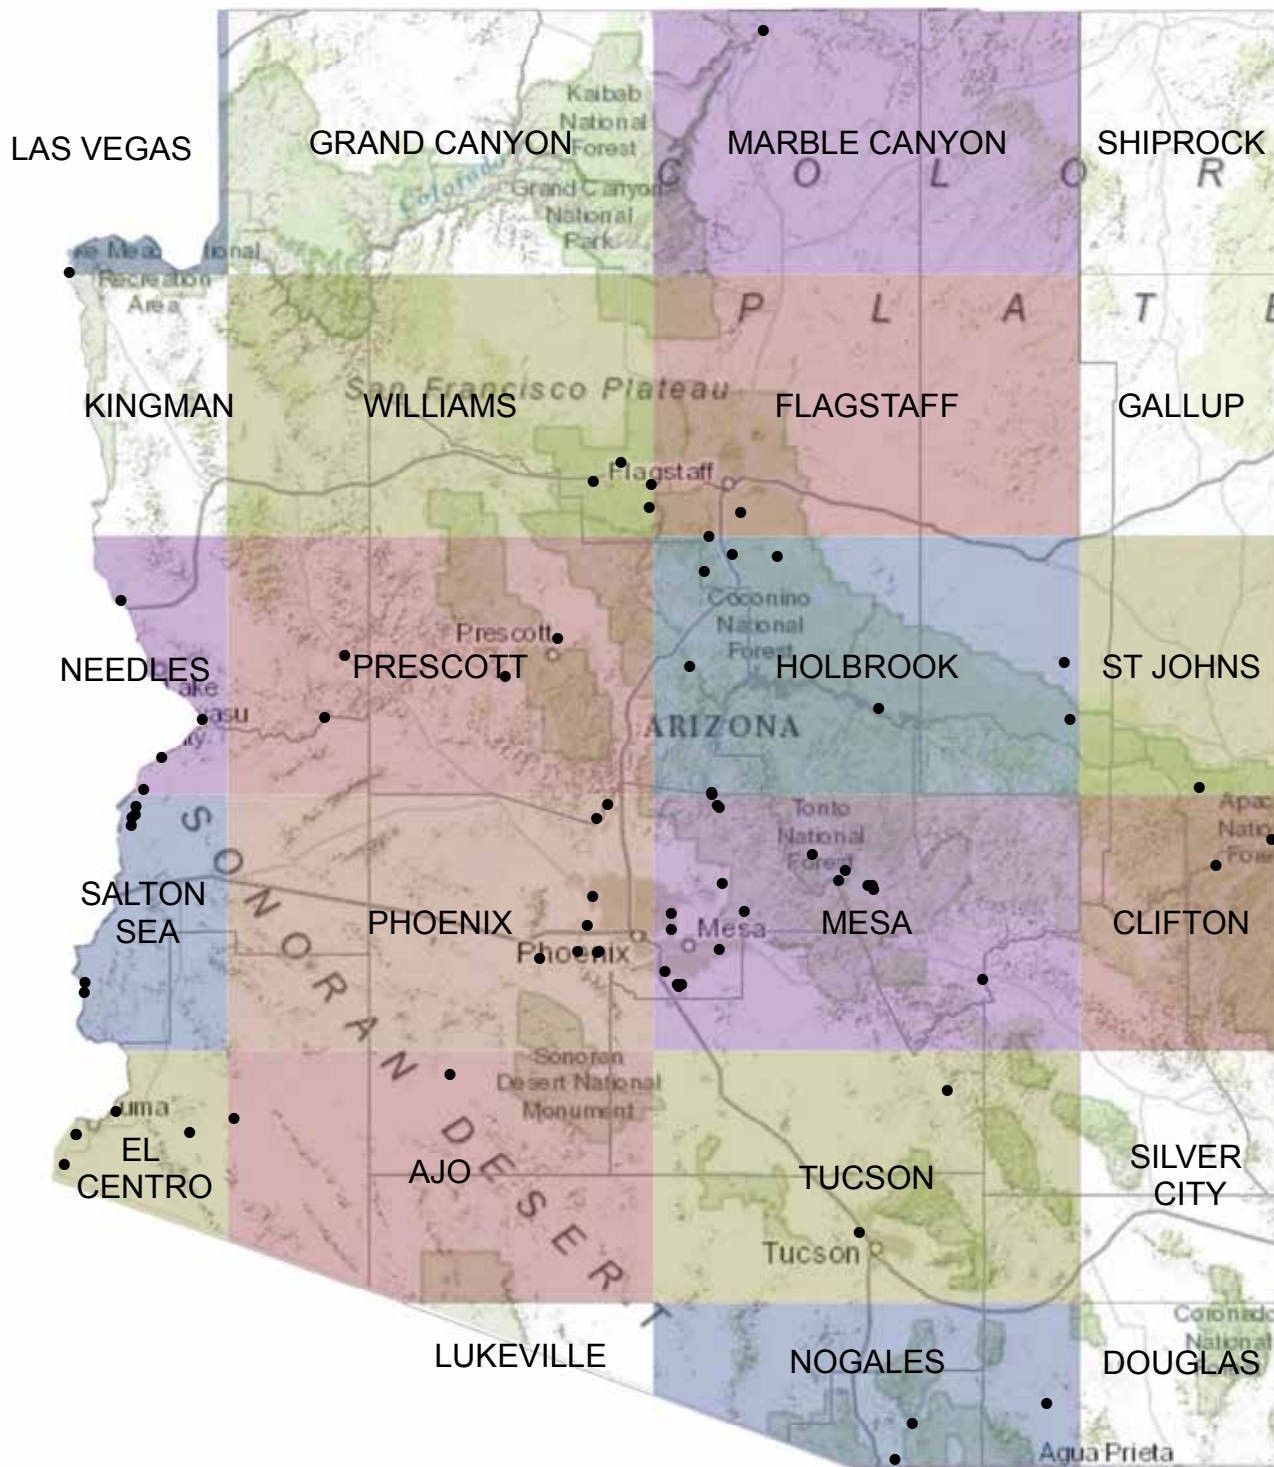 Kaibab
National
Forest
LAS VEGAS
GRAND CANYON
MARBLE CANYON
SHIPROCK
C O L O R
Colorado
Grand Canyon
National
Park
Recreation
Area
P L A T E
San Francisco Plateau
KINGMAN
WILLIAMS
FLAGSTAFF
GALLUP
Flagstaff
Coconino
National
Forest
Prescott
NEEDLES
PRESCOTT
HOLBROOK
ST JOHNS
ARIZONA
Tonto
National
Forest
SONORAN DESERT
SALTON
SEA
PHOENIX
MESA
CLIFTON
Mesa
Phoenix
Sonoran
Desert National
Monument
uma
EL
CENTRO
AJO
TUCSON
SILVER
CITY
Tucson
Coronado
National
LUKEVILLE
NOGALES
DOUGLAS
Agua Prieta